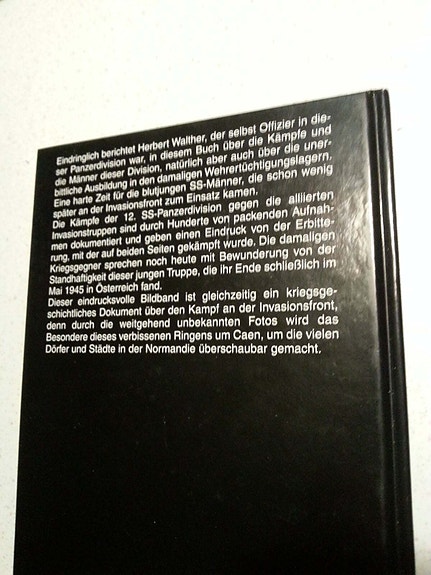 Eindringlich berichtet Herbert Walther, der selbst Offizier in die-
ser Panzerdivision war, in diesem Buch über die Kämpfe und
die Männer dieser Division, natürlich aber auch über die uner-
bittliche Ausbildung in den damaligen Wehrertüchtigungslagern.
Eine harte Zeit für die blutjungen SS-Männer, die schon wenig
später an der Invasionsfront zum Einsatz kamen.
Die Kämpfe der 12. SS-Panzerdivision gegen die alliierten
Invasionstruppen sind durch Hunderte von packenden Aufnah-
men dokumentiert und geben einen Eindruck von der Erbitte-
rung, mit der auf beiden Seiten gekämpft wurde. Die damaligen
Kriegsgegner sprechen noch heute mit Bewunderung von der
Standhaftigkeit dieser jungen Truppe, die ihr Ende schließlich im
Mai 1945 in Österreich fand.
Dieser eindrucksvolle Bildband ist gleichzeitig ein kriegsge-
schichtliches Dokument über den Kampf an der Invasionsfront,
denn durch die weitgehend unbekannten Fotos wird das
Besondere dieses verbissenen Ringens um Caen, um die vielen
Dörfer und Städte in der Normandie überschaubar gemacht.